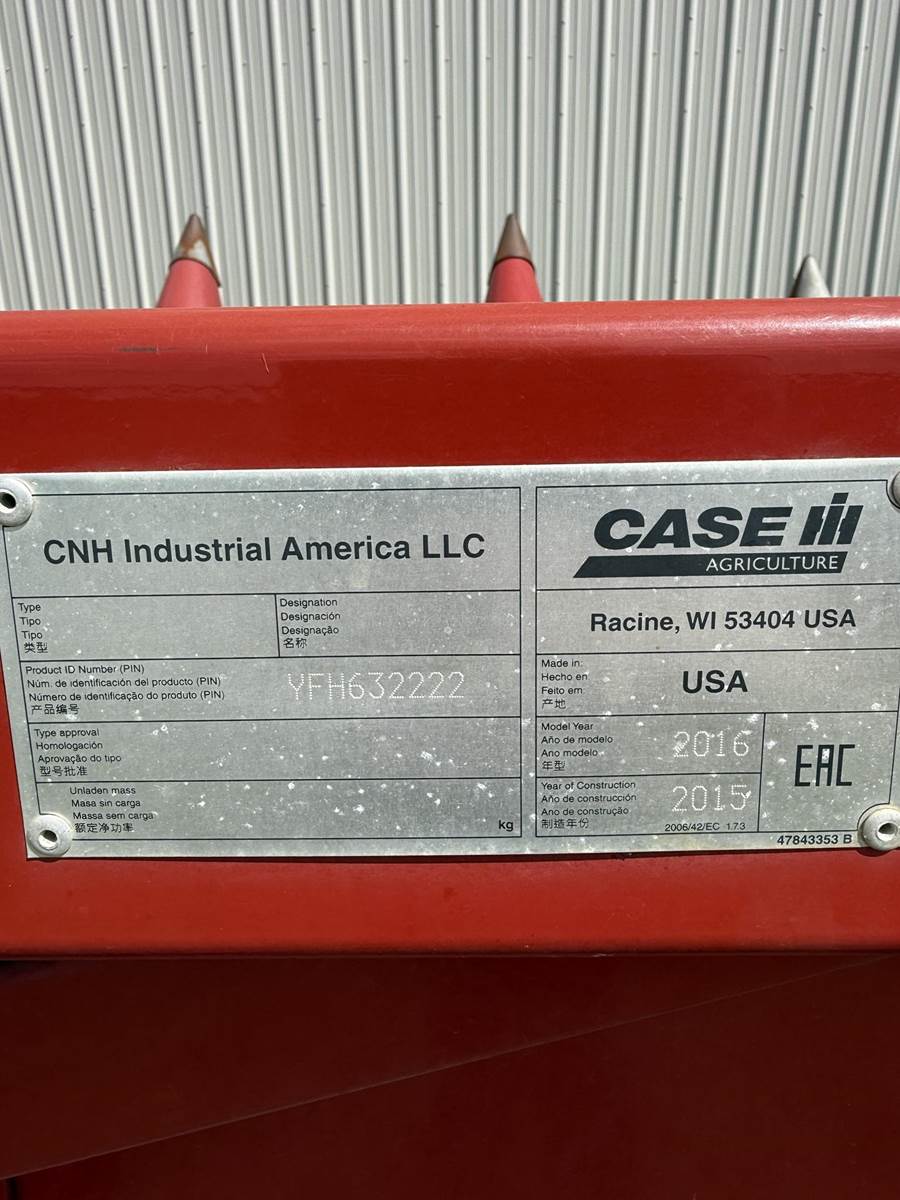 CNH Industrial America LLC
Type
Tipo
Tipo
类型
Designation
Designación
Designação
名称
Product ID Number (PIN)
Núm. de identificación del producto (PIN)
Número de identificação do produto (PIN)
产品编号
YFH632222
Type approval
Homologación
Aprovação do tipo
型号批准
Unladen mass
Masa sin carga
Massa sem carga
额定净功率
kg
CASE IH
AGRICULTURE
Racine, WI 53404 USA
Made in:
Hecho en:
Feito em:
产地
USA
Model Year
Año de modelo
Ano modelo
年型
2016
Year of Construction
Año de construcción
Ano de construção
制造年份
2015
2006/42/EC 1.73
EAC
47843353 B